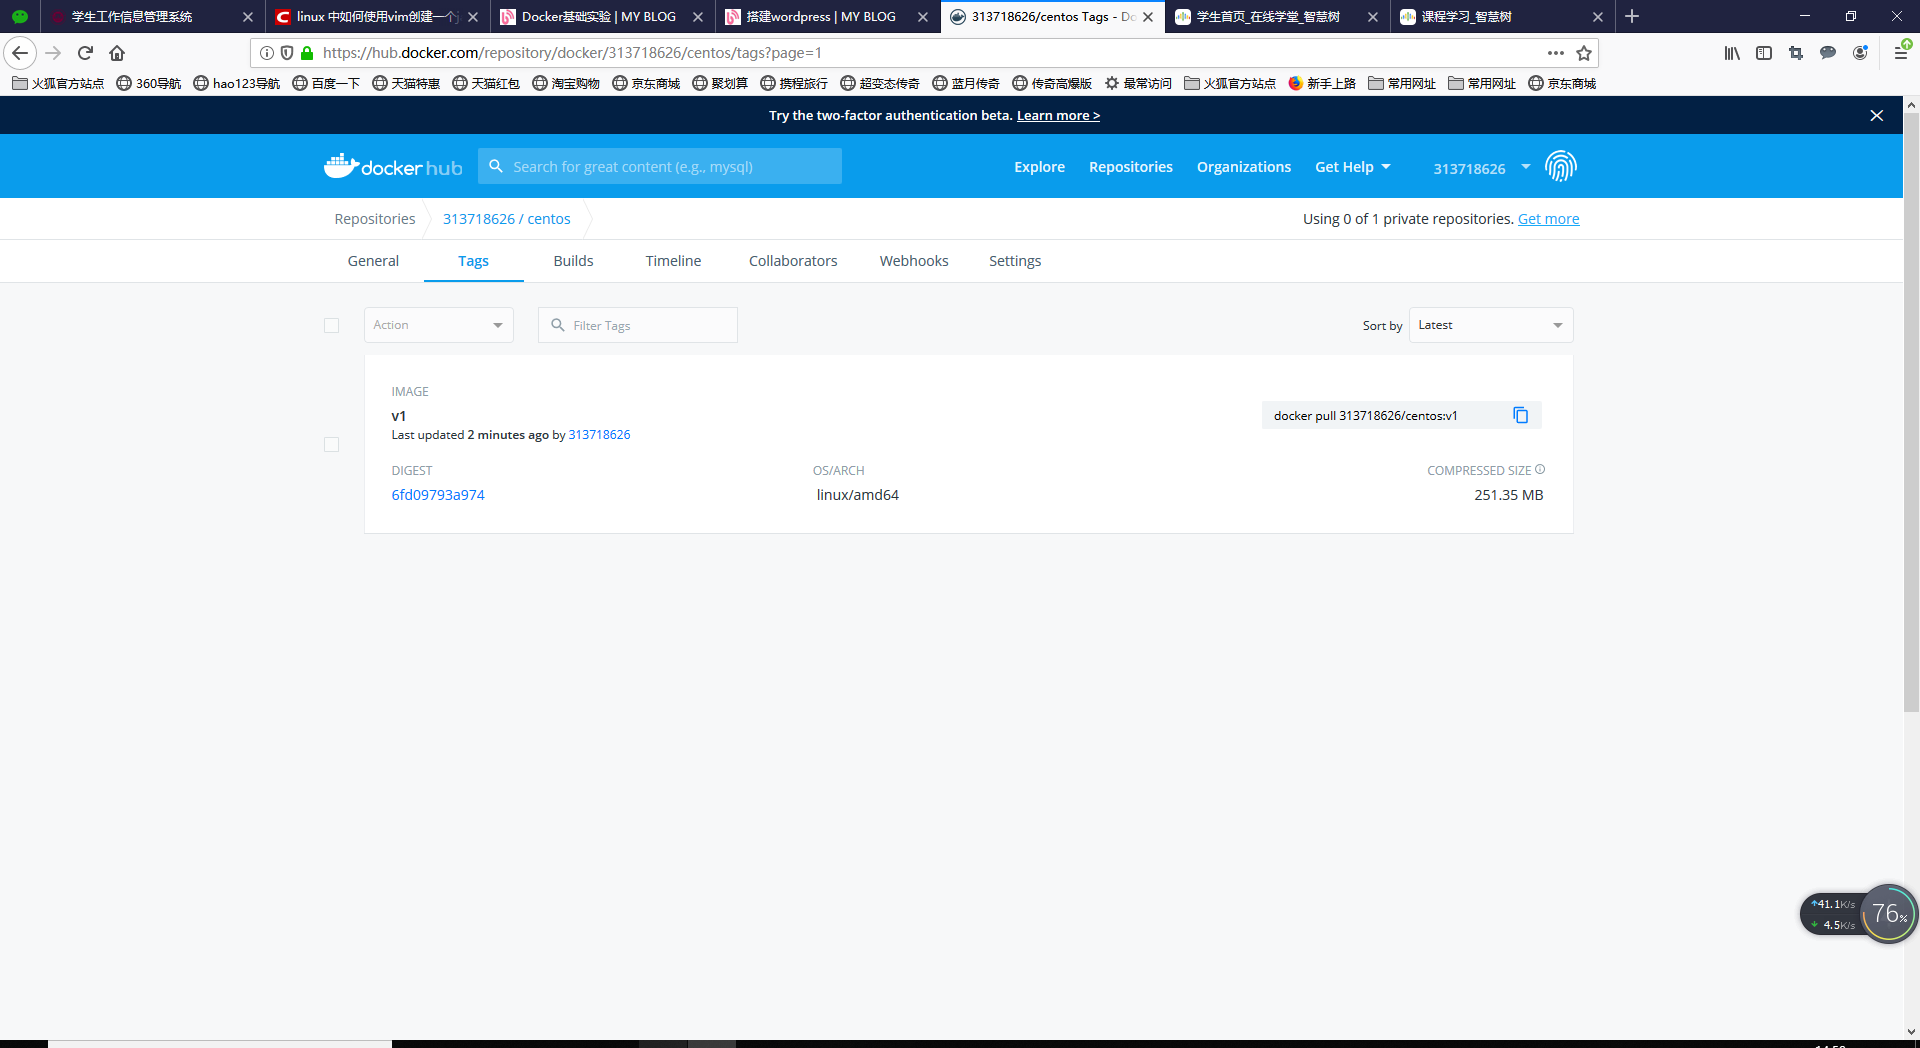 学生工作信息管理系统
linux 中如何使用vim创建一个
Docker基础实验 | MY BLOG
搭建wordpress | MY BLOG
313718626/centos Tags - Do
学生首页_在线学堂_智慧树
课程学习_智慧树
https://hub.docker.com/repository/docker/313718626/centos/tags?page=1
火狐官方站点 360导航 hao123导航 百度一下 天猫特惠 天猫红包 淘宝购物 京东商城 聚划算 携程旅行 超变态传奇 蓝月传奇 传奇高爆版 最常访问 火狐官方站点 新手上路 常用网址 常用网址 京东商城
Try the two-factor authentication beta. Learn more >
docker hub
Search for great content (e.g., mysql)
Explore Repositories Organizations Get Help 313718626
Repositories 313718626 / centos
Using 0 of 1 private repositories. Get more
General Tags Builds Timeline Collaborators Webhooks Settings
Action
Filter Tags
Sort by Latest
IMAGE
v1
Last updated 2 minutes ago by 313718626
docker pull 313718626/centos:v1
DIGEST OS/ARCH COMPRESSED SIZE
6fd09793a974 linux/amd64 251.35 MB
41.1K/s
4.5K/s
76%